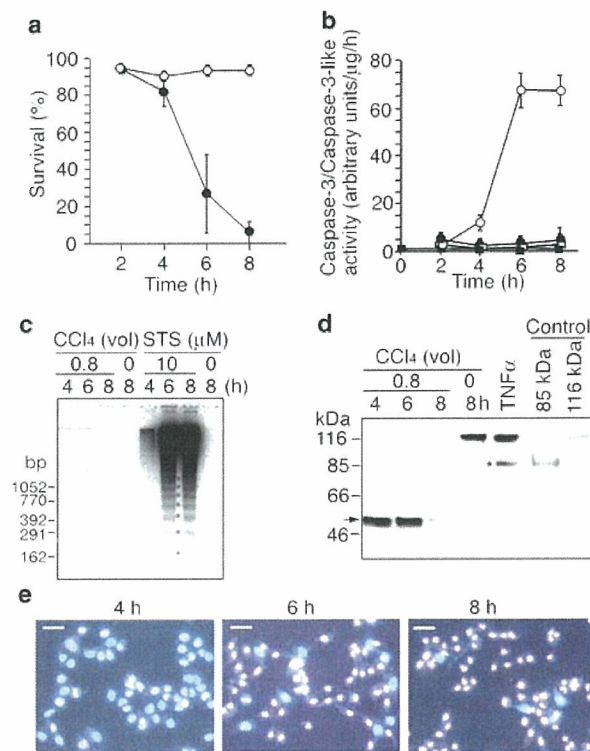 a
Survival (%)
100
80
60
40
20
0
2 4 6 8
Time (h)
b
Caspase-3/Caspase-3-like
activity (arbitrary units/µg/h)
80
60
40
20
0
0 2 4 6 8
Time (h)
c
CCl4 (vol) STS (µM)
0.8 0 10 0
4 6 8 8 4 6 8 8 (h)
bp
1052
770
392
291
162
d
Control
CCl4 (vol)
0.8 0
4 6 8 8h TNFα 85 kDa 116 kDa
kDa
116
85
66
46
e
4 h 6 h 8 h